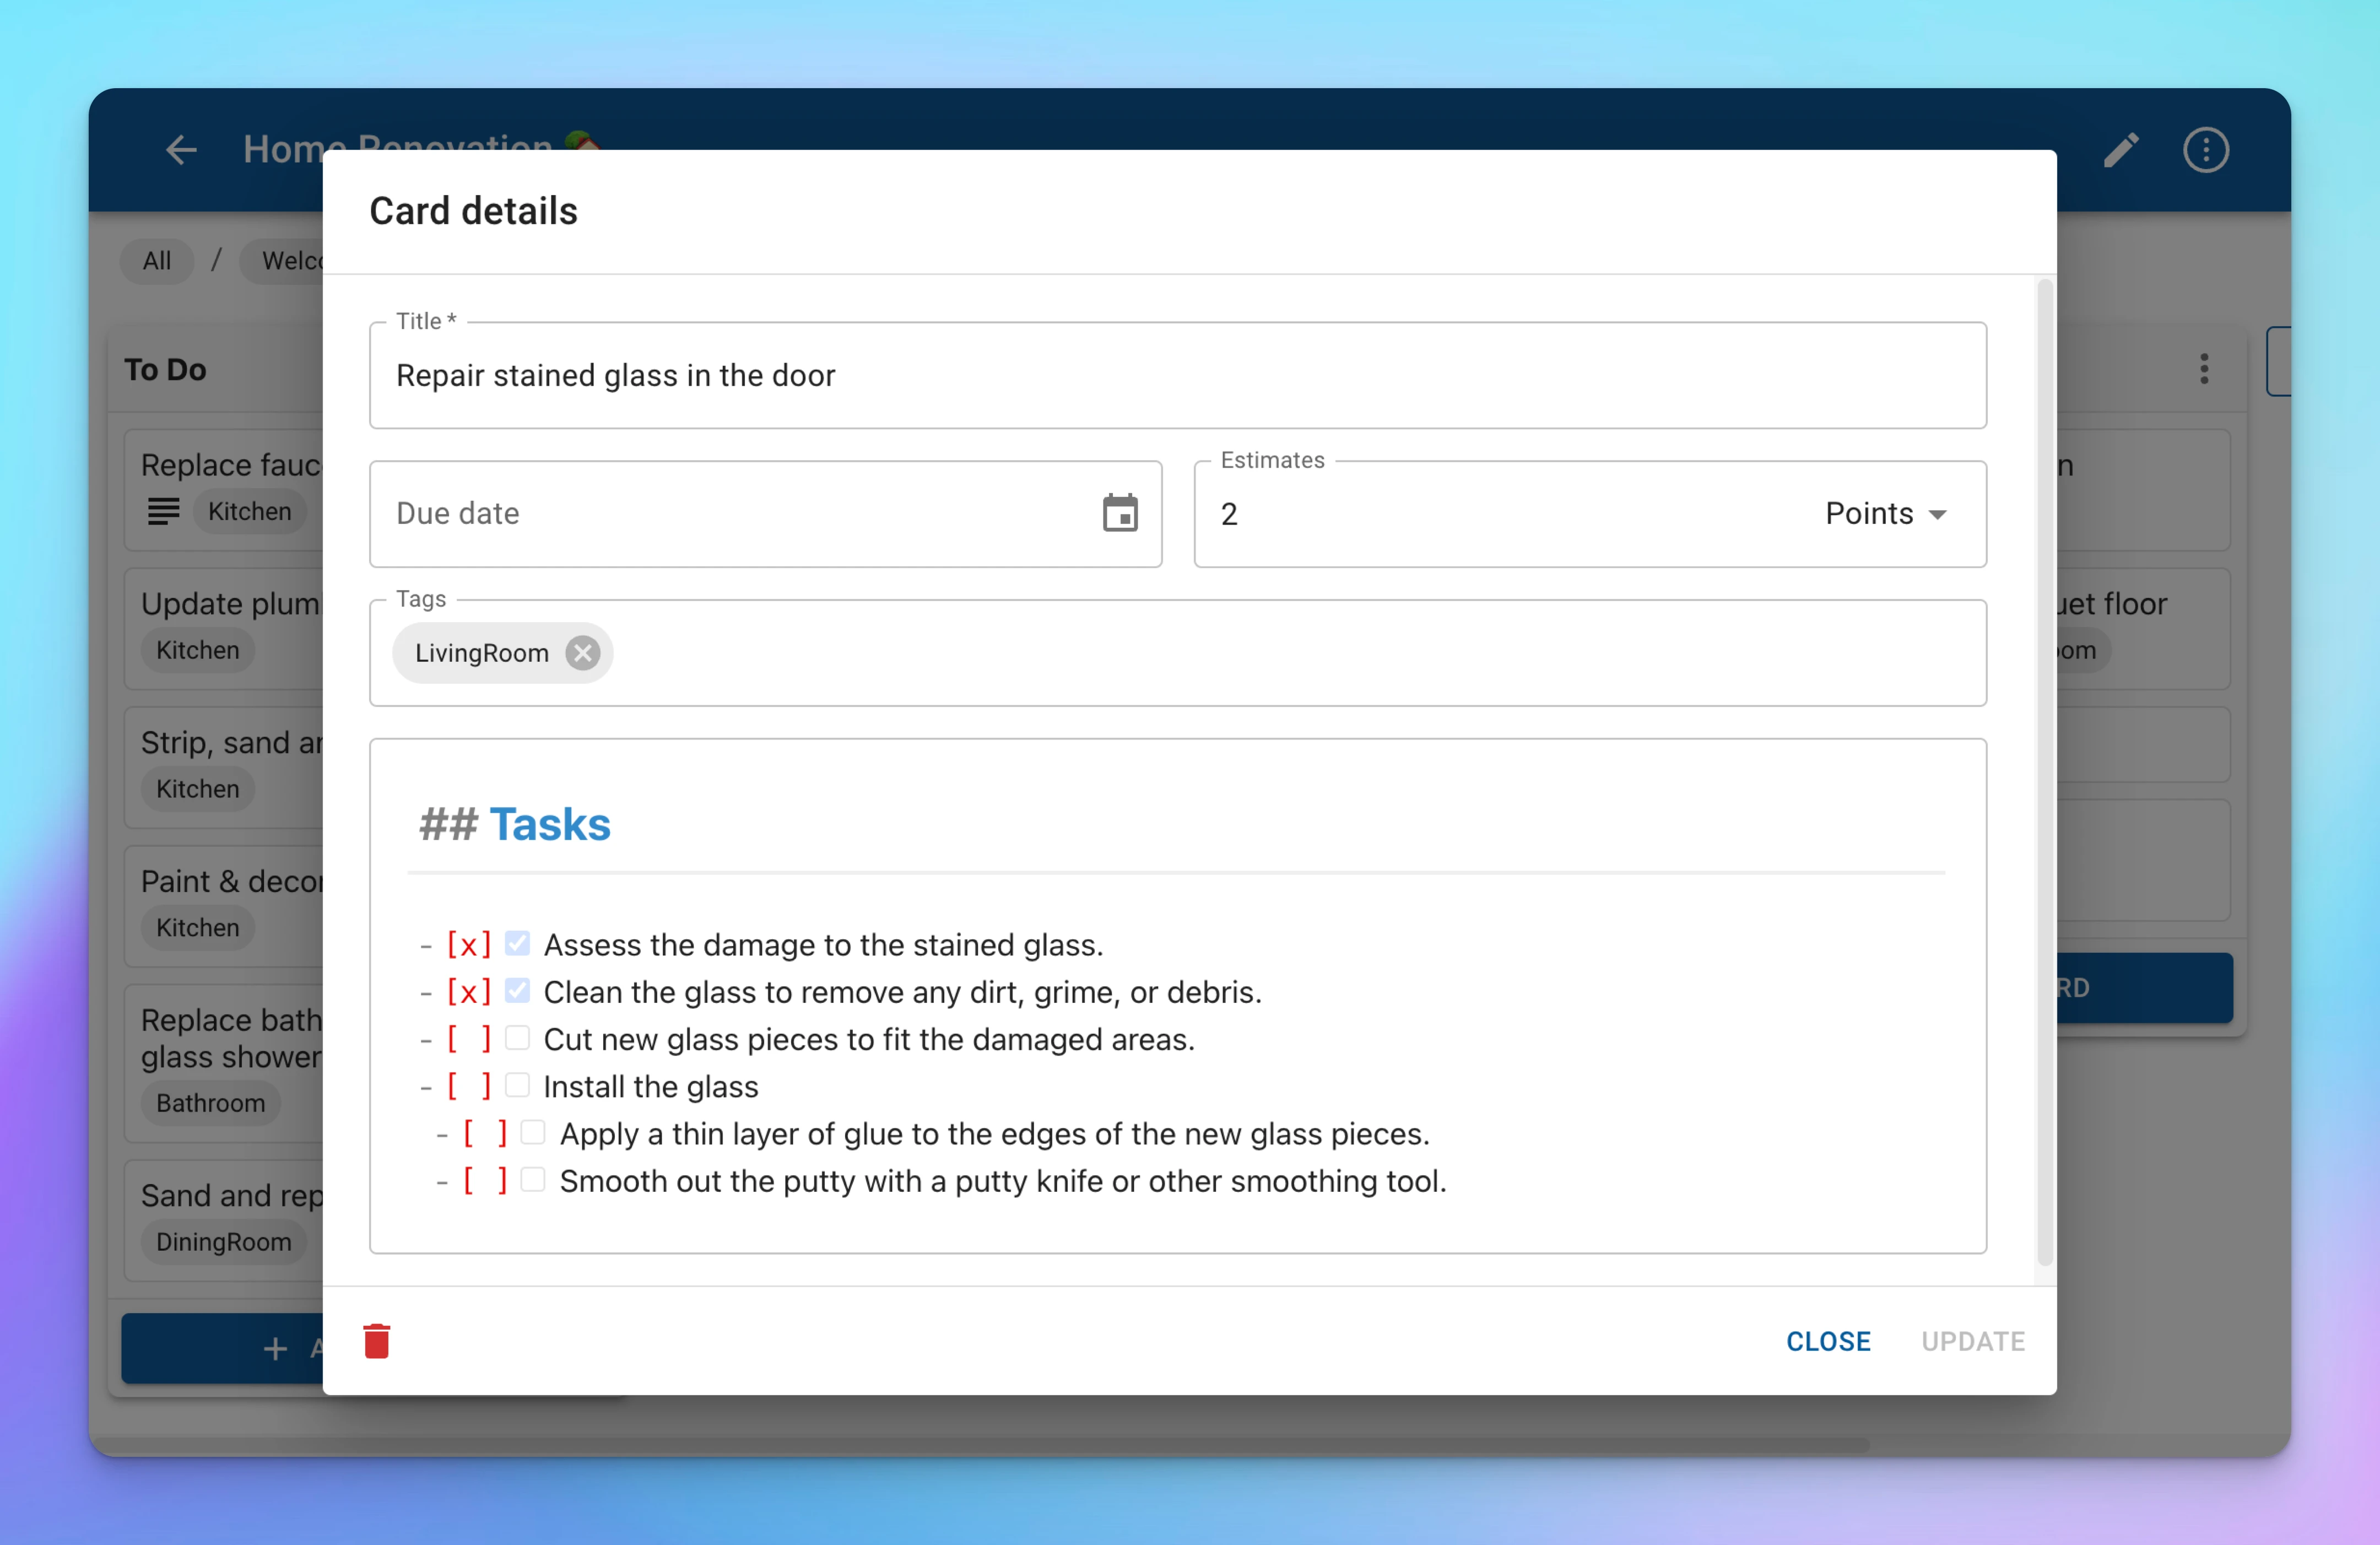 Home Renovation
All / Welco
To Do
Replace fauc
Kitchen
Update plum
Kitchen
Strip, sand ar
Kitchen
Paint & decor
Kitchen
Replace bath
glass shower
Bathroom
Sand and rep
DiningRoom
+ A
Card details
Title *
Repair stained glass in the door
Due date
Estimates
2
Points
Tags
LivingRoom
## Tasks
- [x] Assess the damage to the stained glass.
- [x] Clean the glass to remove any dirt, grime, or debris.
- [ ] Cut new glass pieces to fit the damaged areas.
- [ ] Install the glass
- [ ] Apply a thin layer of glue to the edges of the new glass pieces.
- [ ] Smooth out the putty with a putty knife or other smoothing tool.
CLOSE
UPDATE
n
uet floor
oom
RD